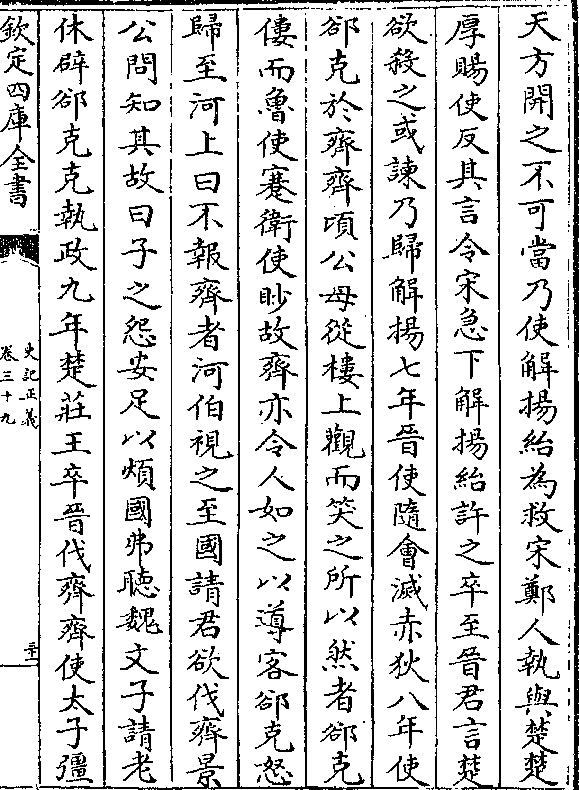 天方開之不可當乃使解揚紿為救宋鄭人執與楚楚
厚賜使反其言令宋急下解揚紿許之卒至晉君言楚
欲殺之或諫乃歸解揚七年晉使隨會滅赤狄八年使
郤克於齊齊頃公母從樓上觀而笑之所以然者郤克
僂而魯使蹇衛使眇故齊亦令人如之以導客郤克怒
歸至河上曰不報齊者河伯視之至國請君欲伐齊景
公問知其故曰子之怨安足以煩國弗聽魏文子請老
休辟郤克克執政九年楚莊王卒晉伐齊齊使太子彊
欽定四庫全書
史記正義
卷三十九
三十二